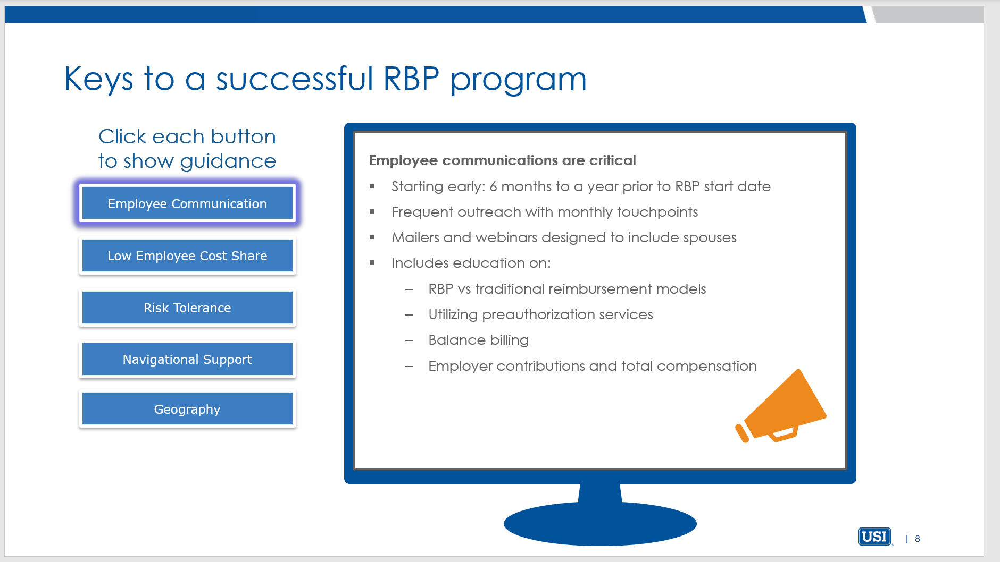 Keys to a successful RBP program
Click each button
to show guidance
Employee Communication
Low Employee Cost Share
Risk Tolerance
Navigational Support
Geography
Employee communications are critical
▪ Starting early: 6 months to a year prior to RBP start date
▪ Frequent outreach with monthly touchpoints
▪ Mailers and webinars designed to include spouses
▪ Includes education on:
– RBP vs traditional reimbursement models
– Utilizing preauthorization services
– Balance billing
– Employer contributions and total compensation
USI | 8